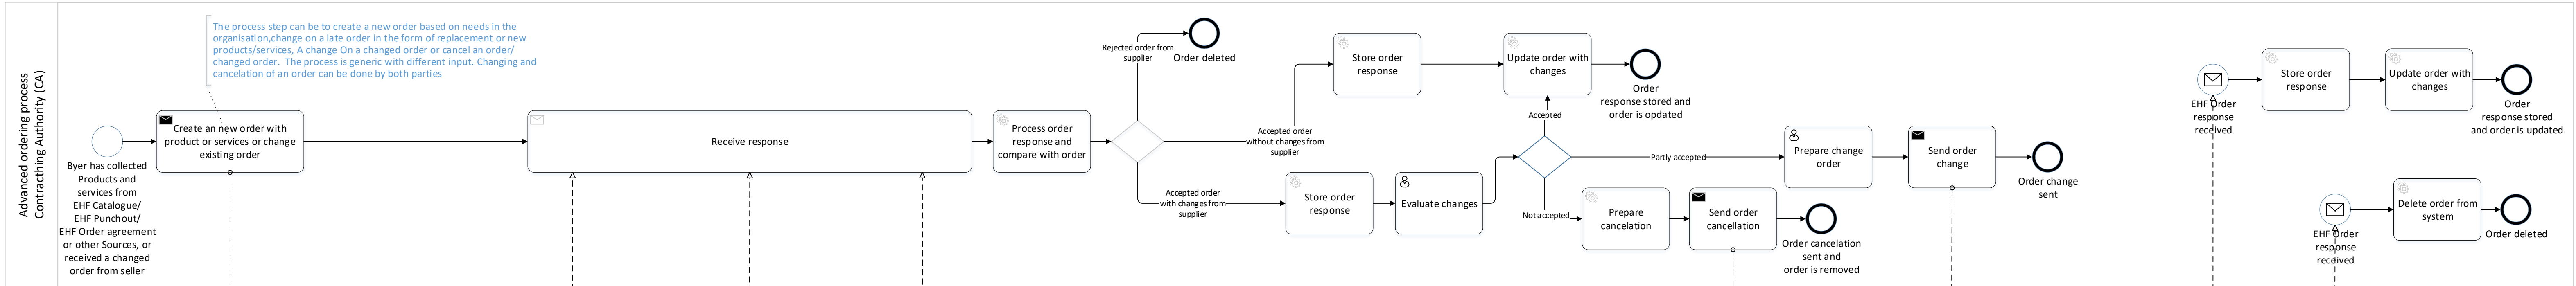 Advanced ordering process
Contracthing Authority (CA)
The process step can be to create a new order based on needs in the
organisation,change on a late order in the form of replacement or new
products/services, A change On a changed order or cancel an order/
changed order.  The process is generic with different input. Changing and
cancelation of an order can be done by both parties
Byer has collected
Products and
services from
EHF Catalogue/
EHF Punchout/
EHF Order agreement
or other Sources, or
received a changed
order from seller
Create an new order with
product or services or change
existing order
Receive response
Process order
response and
compare with order
Rejected order from
supplier
Order deleted
Accepted order
without changes from
supplier
Store order
response
Update order with
changes
Order
response stored and
order is updated
Accepted order
with changes from
supplier
Store order
response
Evaluate changes
Accepted
Partly accepted
Prepare change
order
Send order
change
Order change
sent
Not accepted
Prepare
cancelation
Send order
cancellation
Order cancelation
sent and
order is removed
EHF Order
response
received
Store order
response
Update order with
changes
Order
response stored
and order is updated
EHF Order
response
received
Delete order from
system
Order deleted